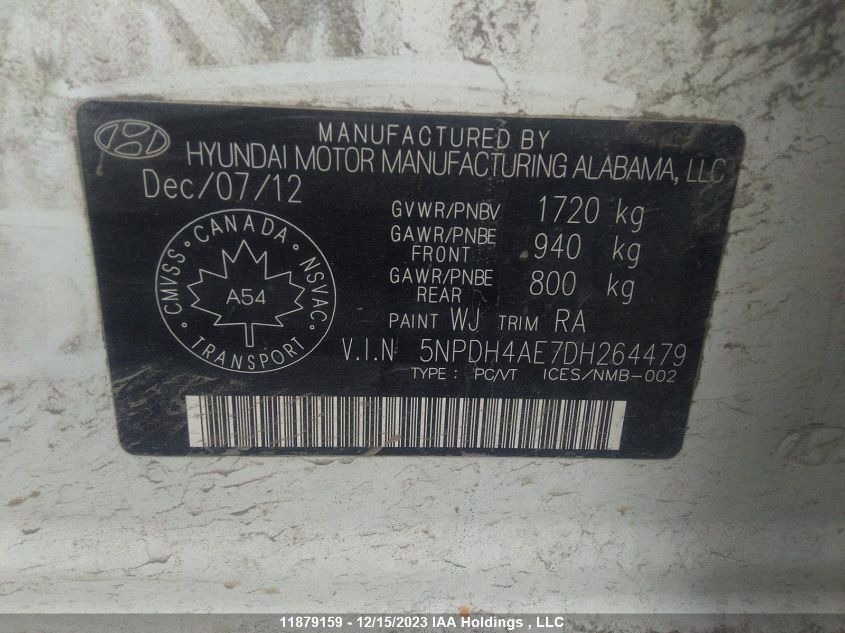 MANUFACTURED BY
HYUNDAI MOTOR MANUFACTURING ALABAMA, LLC
Dec/07/12
GVWR/PNBV 1720 kg
GAWR/PNBE FRONT 940 kg
GAWR/PNBE REAR 800 kg
PAINT WJ TRIM RA
CMVSS • CANADA • NSVAC • TRANSPORT •
A54
V.I.N 5NPDH4AE7DH264479
TYPE : PC/VT ICES/NMB-002
11879159 - 12/15/2023 IAA Holdings , LLC